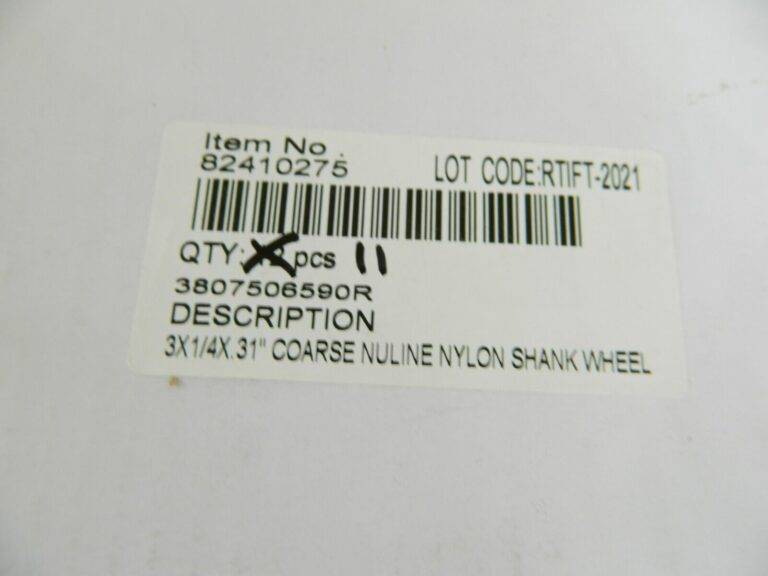 Item No.
82410275 LOT CODE:RTIFT-2021
QTY: pcs 11
3807506590R
DESCRIPTION
3X1/4X.31" COARSE NULINE NYLON SHANK WHEEL